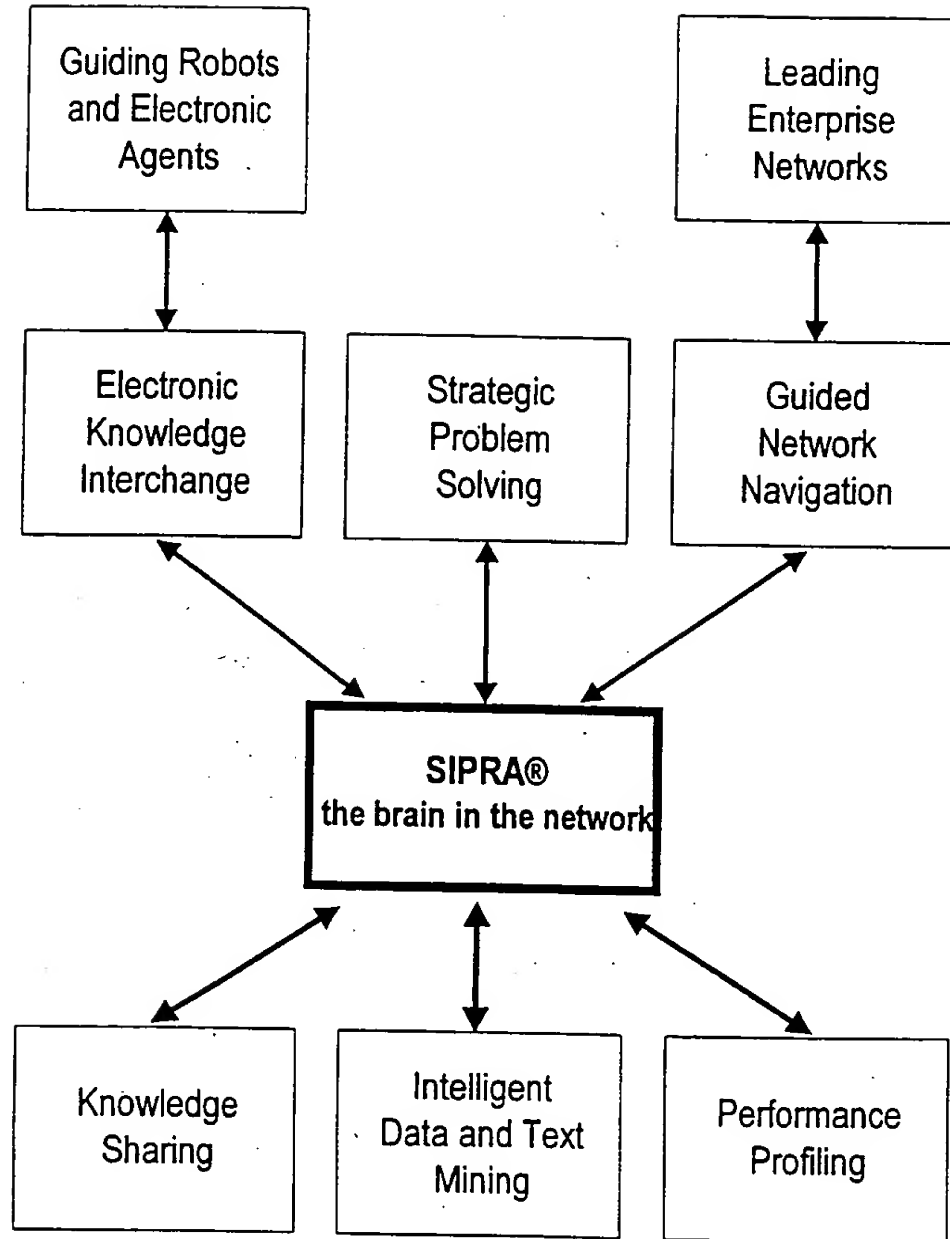 Guiding Robots
and Electronic
Agents
Leading
Enterprise
Networks
Electronic
Knowledge
Interchange
Strategic
Problem
Solving
Guided
Network
Navigation
SIPRA®
the brain in the network
Knowledge
Sharing
Intelligent
Data and Text
Mining
Performance
Profiling